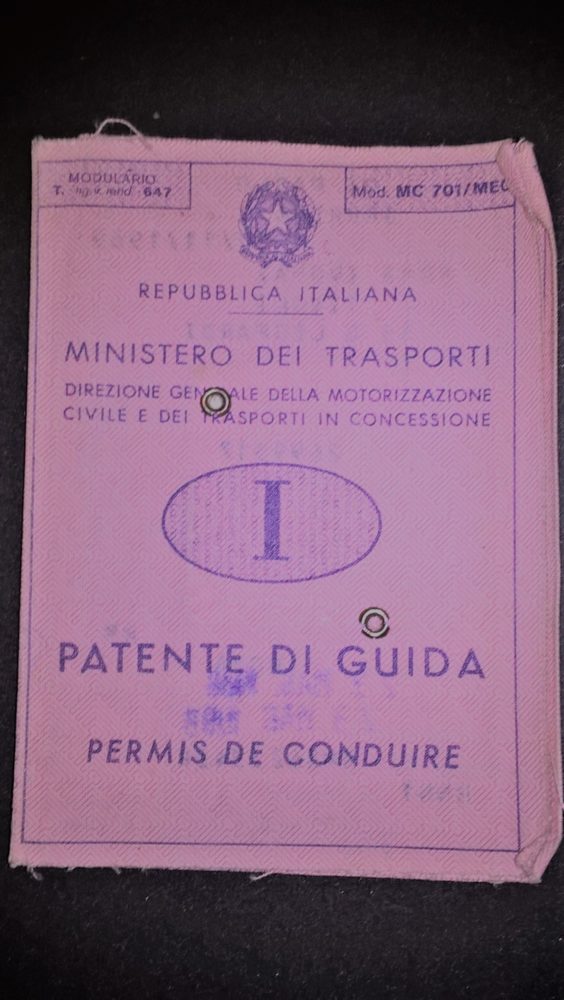 MODULARIO
T. 647
Mod. MC 701/MEC
REPUBBLICA ITALIANA
MINISTERO DEI TRASPORTI
DIREZIONE GENERALE DELLA MOTORIZZAZIONE
CIVILE E DEI TRASPORTI IN CONCESSIONE
I
PATENTE DI GUIDA
PERMIS DE CONDUIRE